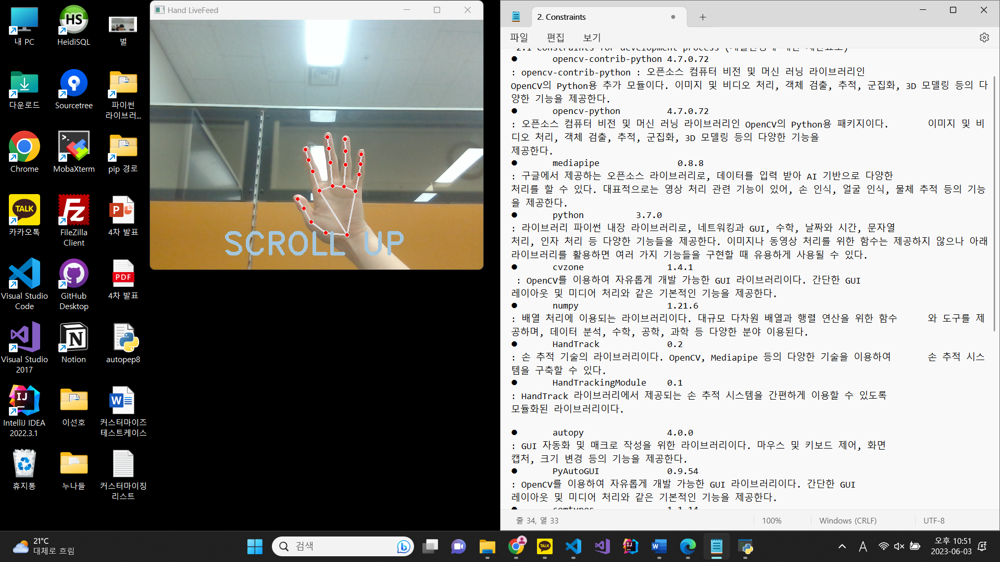 내 PC
HeidiSQL
벌
다운로드
Sourcetree
파이썬
라이브러...
Chrome
MobaXterm
pip 경로
카카오톡
FileZilla
Client
4차 발표
Visual Studio
Code
GitHub
Desktop
4차 발표
Visual Studio
2017
Notion
autopep8
IntelliJ IDEA
2022.3.1
이선호
커스터마이즈
테스트케이스
휴지통
누나들
커스터마이징
리스트
Hand LiveFeed
SCROLL UP
2. Constraints
파일 편집 보기
2.1 Constraints for development process
● opencv-contrib-python 4.7.0.72
: opencv-contrib-python : 오픈소스 컴퓨터 비전 및 머신 러닝 라이브러리인
OpenCV의 Python용 추가 모듈이다. 이미지 및 비디오 처리, 객체 검출, 추적, 군집화, 3D 모델링 등의 다
양한 기능을 제공한다.
● opencv-python 4.7.0.72
: 오픈소스 컴퓨터 비전 및 머신 러닝 라이브러리인 OpenCV의 Python용 패키지이다. 이미지 및 비
디오 처리, 객체 검출, 추적, 군집화, 3D 모델링 등의 다양한 기능을
제공한다.
● mediapipe 0.8.8
: 구글에서 제공하는 오픈소스 라이브러리로, 데이터를 입력 받아 AI 기반으로 다양한
처리를 할 수 있다. 대표적으로는 영상 처리 관련 기능이 있어, 손 인식, 얼굴 인식, 물체 추적 등의 기능
을 제공한다.
● python 3.7.0
: 라이브러리 파이썬 내장 라이브러리로, 네트워킹과 GUI, 수학, 날짜와 시간, 문자열
처리, 인자 처리 등 다양한 기능들을 제공한다. 이미지나 동영상 처리를 위한 함수는 제공하지 않으나 아래
라이브러리를 활용하면 여러 가지 기능들을 구현할 때 유용하게 사용될 수 있다.
● cvzone 1.4.1
: OpenCV를 이용하여 자유롭게 개발 가능한 GUI 라이브러리이다. 간단한 GUI
레이아웃 및 미디어 처리와 같은 기본적인 기능을 제공한다.
● numpy 1.21.6
: 배열 처리에 이용되는 라이브러리이다. 대규모 다차원 배열과 행렬 연산을 위한 함수 와 도구를 제
공하며, 데이터 분석, 수학, 공학, 과학 등 다양한 분야 이용된다.
● HandTrack 0.2
: 손 추적 기술의 라이브러리이다. OpenCV, Mediapipe 등의 다양한 기술을 이용하여 손 추적 시스
템을 구축할 수 있다.
● HandTrackingModule 0.1
: HandTrack 라이브러리에서 제공되는 손 추적 시스템을 간편하게 이용할 수 있도록
모듈화된 라이브러리이다.
● autopy 4.0.0
: GUI 자동화 및 매크로 작성을 위한 라이브러리이다. 마우스 및 키보드 제어, 화면
캡처, 크기 변경 등의 기능을 제공한다.
● PyAutoGUI 0.9.54
: OpenCV를 이용하여 자유롭게 개발 가능한 GUI 라이브러리이다. 간단한 GUI
레이아웃 및 미디어 처리와 같은 기본적인 기능을 제공한다.
● comtypes 1.1.14
줄 34, 열 33 100% Windows (CRLF) UTF-8
21°C
대체로 흐림
검색
A
오후 10:51
2023-06-03